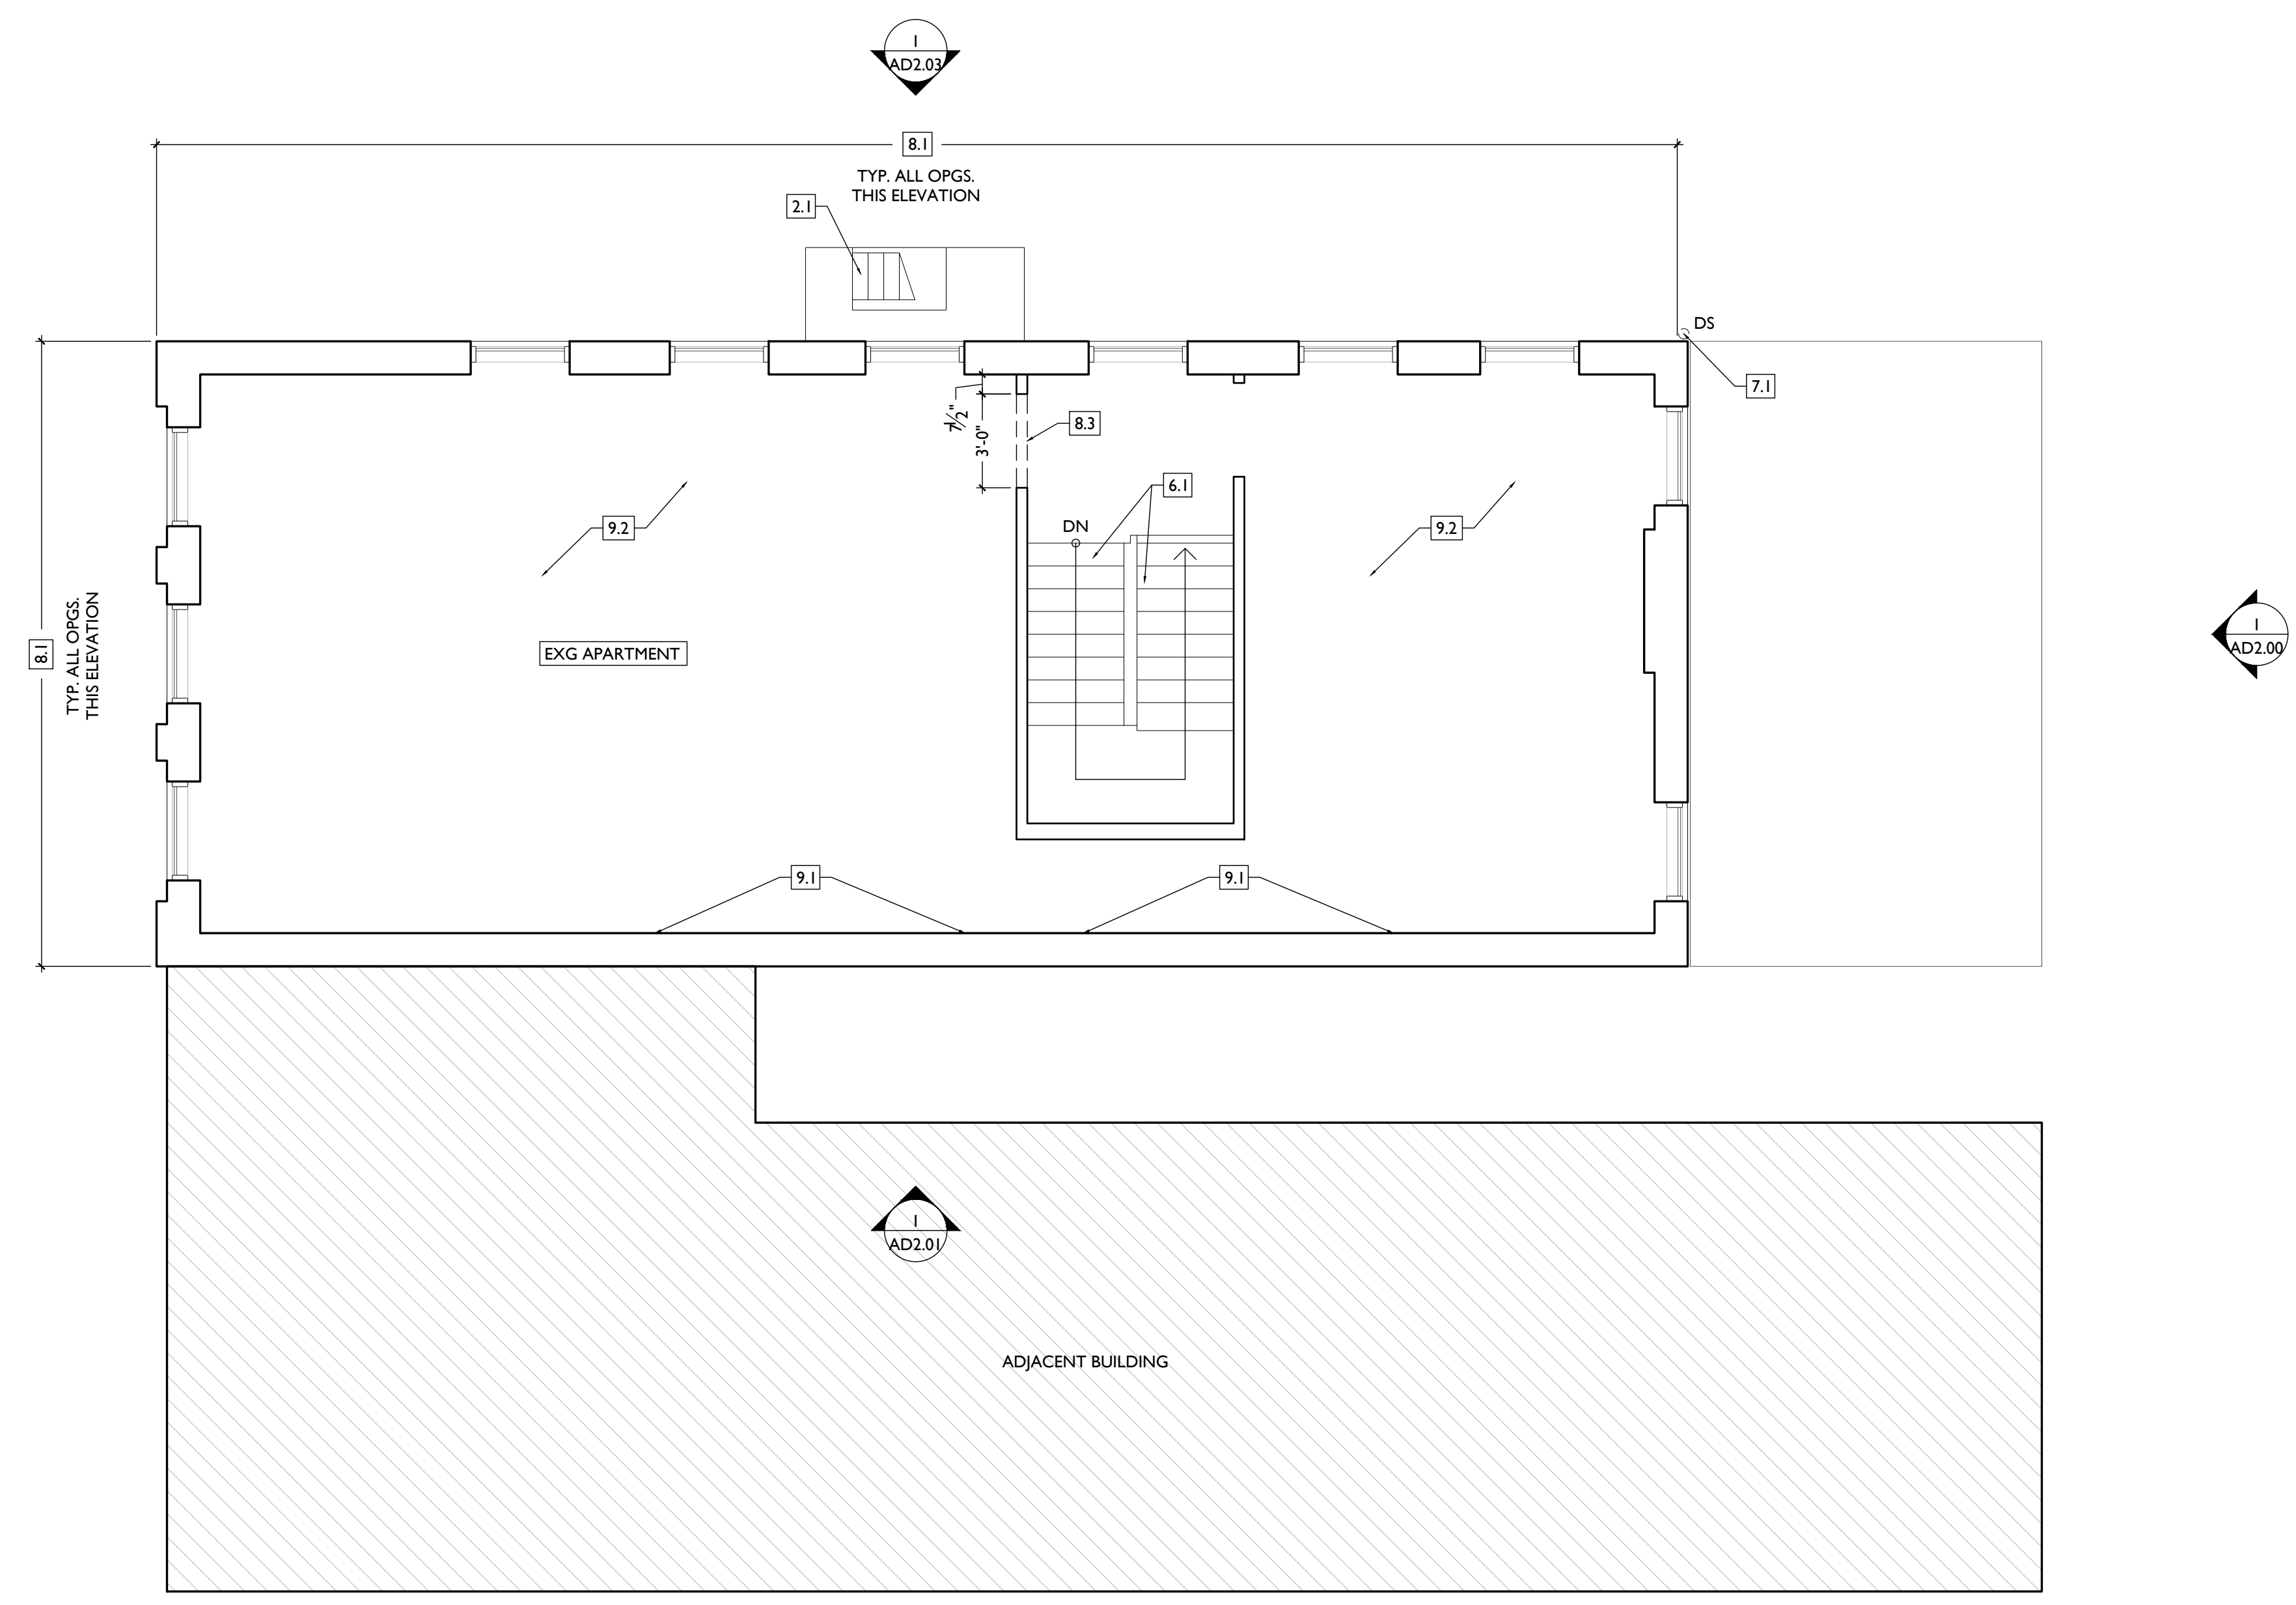 1
AD2.03
8.1
TYP. ALL OPGS.
THIS ELEVATION
2.1
DS
7.1
7 1/2"
3'-0"
8.3
6.1
9.2
DN
9.2
EXG APARTMENT
8.1
TYP. ALL OPGS.
THIS ELEVATION
1
AD2.00
9.1
9.1
1
AD2.01
ADJACENT BUILDING